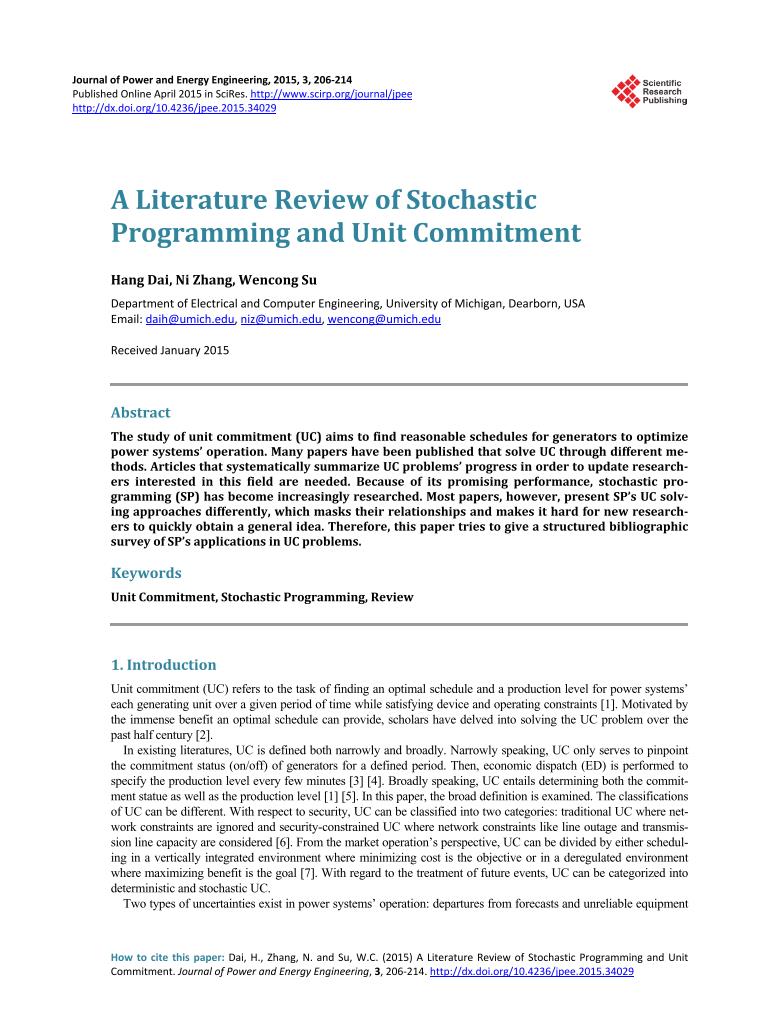 Journal of Power and Energy Engineering, 2015, 3, 206-214
Published Online April 2015 in SciRes. http://www.scirp.org/journal/jpee
http://dx.doi.org/10.4236/jpee.2015.34029
Scientific
Research
Publishing
A Literature Review of Stochastic
Programming and Unit Commitment
Hang Dai, Ni Zhang, Wencong Su
Department of Electrical and Computer Engineering, University of Michigan, Dearborn, USA
Email: daih@umich.edu, niz@umich.edu, wencong@umich.edu
Received January 2015
Abstract
The study of unit commitment (UC) aims to find reasonable schedules for generators to optimize
power systems’ operation. Many papers have been published that solve UC through different me-
thods. Articles that systematically summarize UC problems’ progress in order to update research-
ers interested in this field are needed. Because of its promising performance, stochastic pro-
gramming (SP) has become increasingly researched. Most papers, however, present SP’s UC solv-
ing approaches differently, which masks their relationships and makes it hard for new research-
ers to quickly obtain a general idea. Therefore, this paper tries to give a structured bibliographic
survey of SP’s applications in UC problems.
Keywords
Unit Commitment, Stochastic Programming, Review
1. Introduction
Unit commitment (UC) refers to the task of finding an optimal schedule and a production level for power systems’
each generating unit over a given period of time while satisfying device and operating constraints [1]. Motivated by
the immense benefit an optimal schedule can provide, scholars have delved into solving the UC problem over the
past half century [2].
In existing literatures, UC is defined both narrowly and broadly. Narrowly speaking, UC only serves to pinpoint
the commitment status (on/off) of generators for a defined period. Then, economic dispatch (ED) is performed to
specify the production level every few minutes [3] [4]. Broadly speaking, UC entails determining both the commit-
ment statue as well as the production level [1] [5]. In this paper, the broad definition is examined. The classifications
of UC can be different. With respect to security, UC can be classified into two categories: traditional UC where net-
work constraints are ignored and security-constrained UC where network constraints like line outage and transmis-
sion line capacity are considered [6]. From the market operation’s perspective, UC can be divided by either schedul-
ing in a vertically integrated environment where minimizing cost is the objective or in a deregulated environment
where maximizing benefit is the goal [7]. With regard to the treatment of future events, UC can be categorized into
deterministic and stochastic UC.
Two types of uncertainties exist in power systems’ operation: departures from forecasts and unreliable equipment
How to cite this paper: Dai, H., Zhang, N. and Su, W.C. (2015) A Literature Review of Stochastic Programming and Unit
Commitment. Journal of Power and Energy Engineering, 3, 206-214. http://dx.doi.org/10.4236/jpee.2015.34029